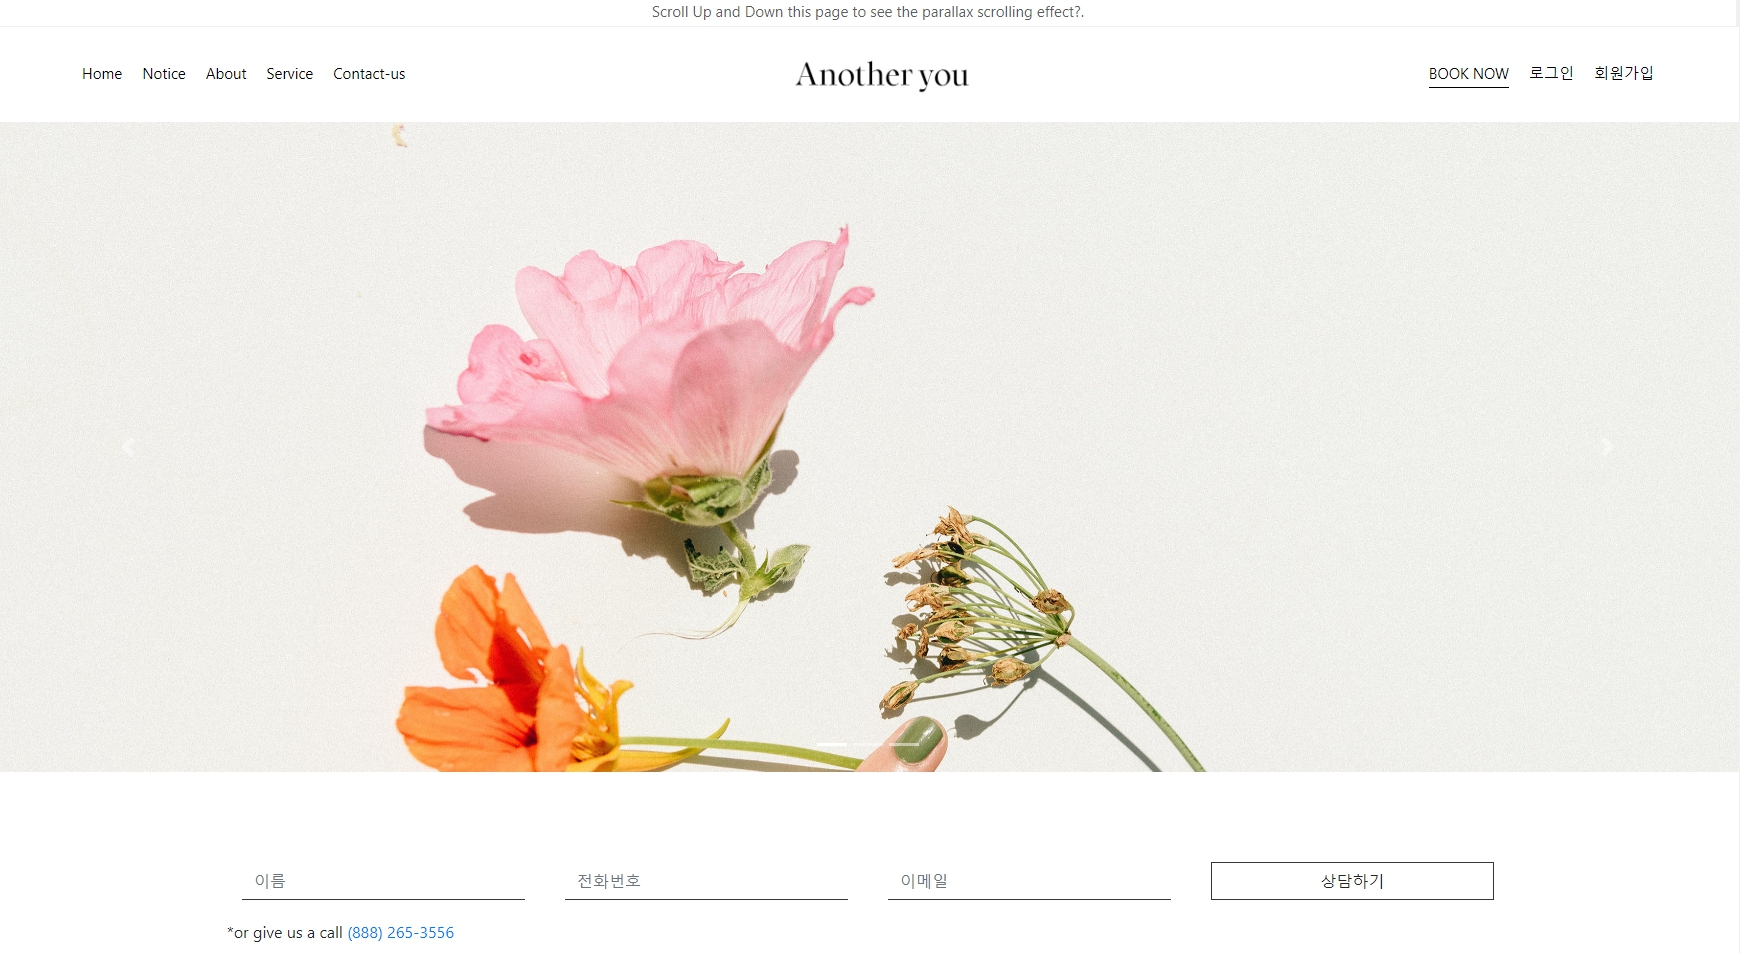 Scroll Up and Down this page to see the parallax scrolling effect?.
Home Notice About Service Contact-us
Another you
BOOK NOW 로그인 회원가입
이름 전화번호 이메일 상담하기
*or give us a call (888) 265-3556